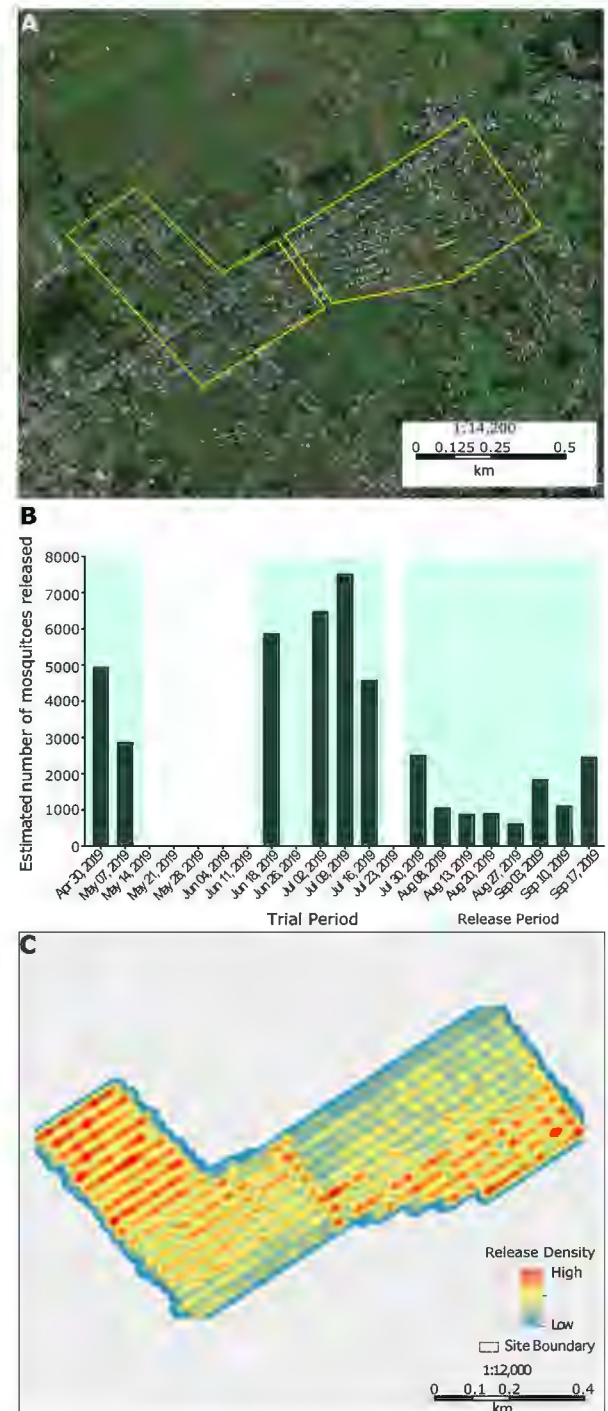 A
1:14,200
0 0.125 0.25 0.5
km
B
Estimated number of mosquitoes released
8000
7000
6000
5000
4000
3000
2000
1000
0
Apr 30, 2019
May 07, 2019
May 14, 2019
May 21, 2019
May 28, 2019
Jun 04, 2019
Jun 11, 2019
Jun 18, 2019
Jun 26, 2019
Jul 02, 2019
Jul 09, 2019
Jul 16, 2019
Jul 23, 2019
Jul 30, 2019
Aug 08, 2019
Aug 13, 2019
Aug 20, 2019
Aug 27, 2019
Sep 03, 2019
Sep 10, 2019
Sep 17, 2019
Trial Period
Release Period
C
Release Density
High
Low
Site Boundary
1:12,000
0 0.1 0.2 0.4
km